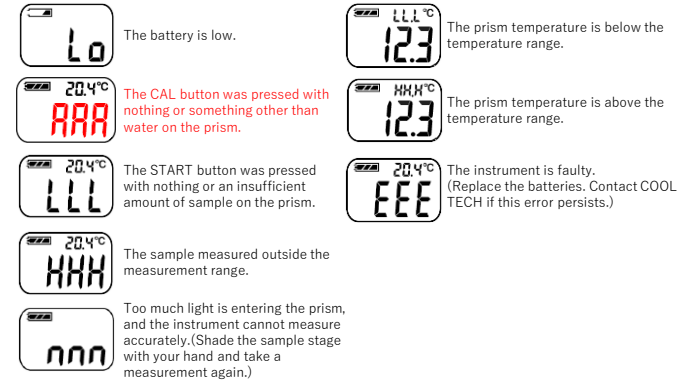 Lo
The battery is low.
20.4°C
AAA
The CAL button was pressed with
nothing or something other than
water on the prism.
20.4°C
LLL
The START button was pressed
with nothing or an insufficient
amount of sample on the prism.
20.4°C
HHH
The sample measured outside the
measurement range.
nnn
Too much light is entering the prism,
and the instrument cannot measure
accurately.(Shade the sample stage
with your hand and take a
measurement again.)
LL.L°C
12.3
The prism temperature is below the
temperature range.
HH.H°C
12.3
The prism temperature is above the
temperature range.
20.4°C
EEE
The instrument is faulty.
(Replace the batteries. Contact COOL
TECH if this error persists.)